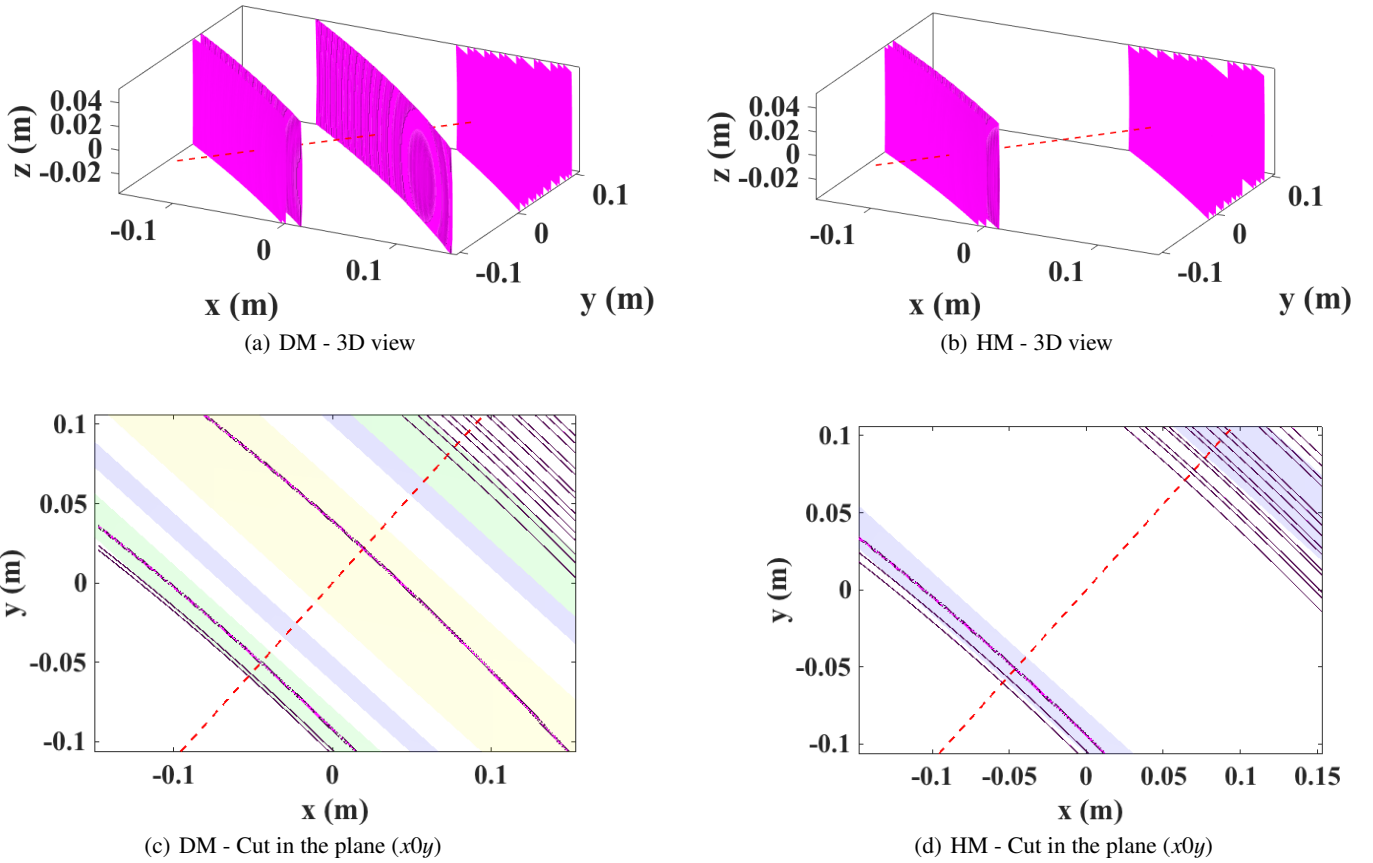 0.04
0.02
0
-0.02
z (m)
-0.1
0
0.1
x (m)
-0.1
0
0.1
y (m)
(a) DM - 3D view
0.04
0.02
0
-0.02
z (m)
-0.1
0
0.1
x (m)
-0.1
0
0.1
y (m)
(b) HM - 3D view
0.1
0.05
0
-0.05
-0.1
y (m)
-0.1 0 0.1
x (m)
(c) DM - Cut in the plane (x0y)
0.1
0.05
0
-0.05
-0.1
y (m)
-0.1 -0.05 0 0.05 0.1 0.15
x (m)
(d) HM - Cut in the plane (x0y)